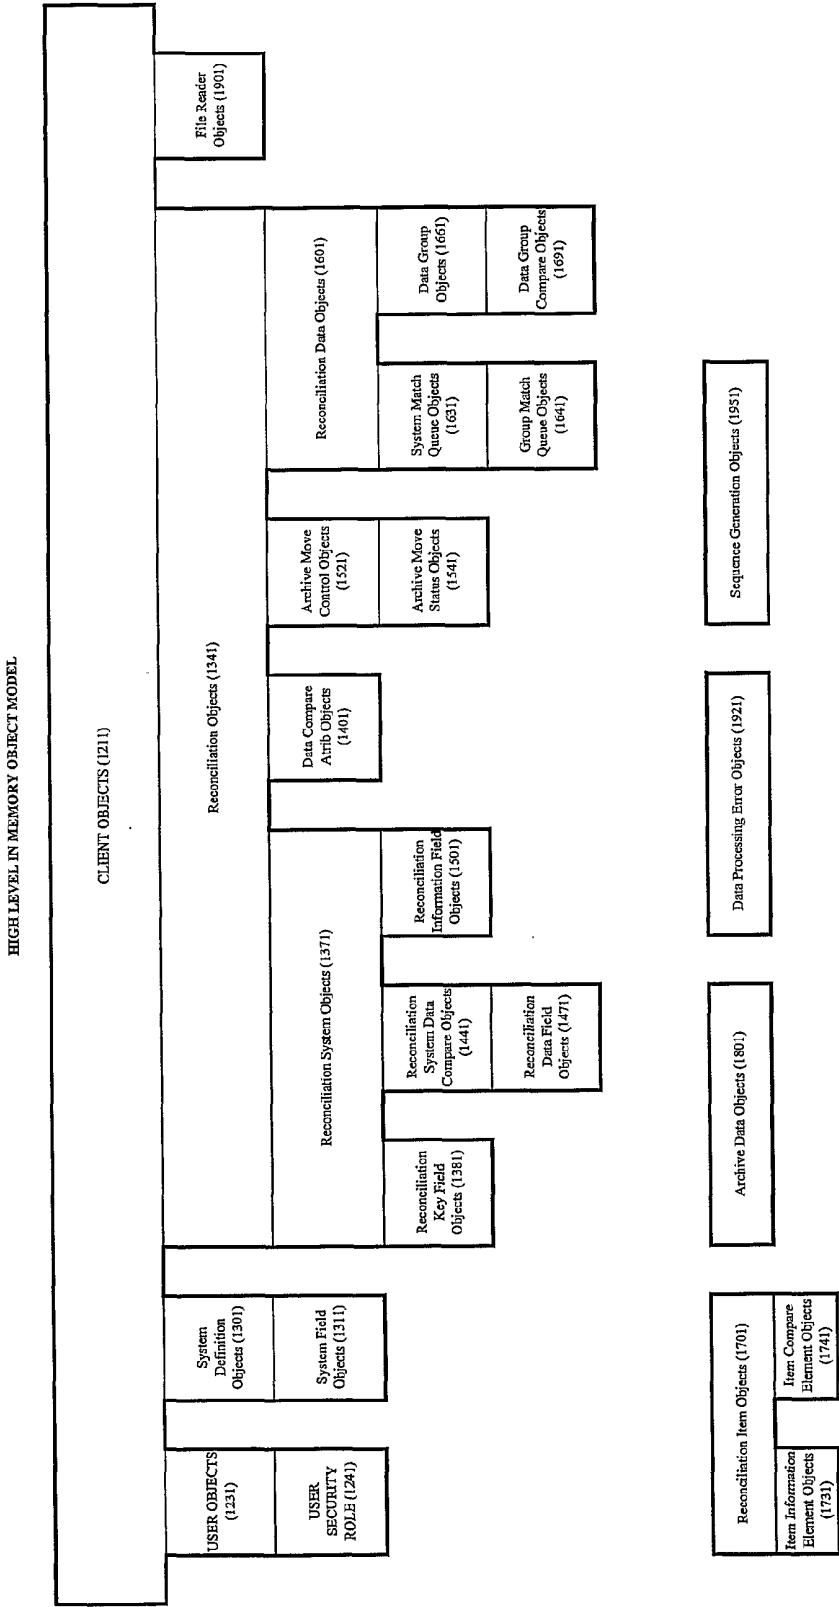 HIGH LEVEL IN MEMORY OBJECT MODEL
CLIENT OBJECTS (1211)
USER OBJECTS
(1231)
USER
SECURITY
ROLE (1241)
System
Definition
Objects (1301)
System Field
Objects (1311)
Reconciliation Objects (1341)
Reconciliation System Objects (1371)
Reconciliation
Key Field
Objects (1381)
Reconciliation
System Data
Compare Objects
(1441)
Reconciliation
Data Field
Objects (1471)
Reconciliation
Information Field
Objects (1501)
Data Compare
Atrib Objects
(1401)
Archive Move
Control Objects
(1521)
Archive Move
Status Objects
(1541)
Reconciliation Data Objects (1601)
System Match
Queue Objects
(1631)
Group Match
Queue Objects
(1641)
Data Group
Objects (1661)
Data Group
Compare Objects
(1691)
File Reader
Objects (1901)
Reconciliation Item Objects (1701)
Item Information
Element Objects
(1731)
Item Compare
Element Objects
(1741)
Archive Data Objects (1801)
Data Processing Error Objects (1921)
Sequence Generation Objects (1951)